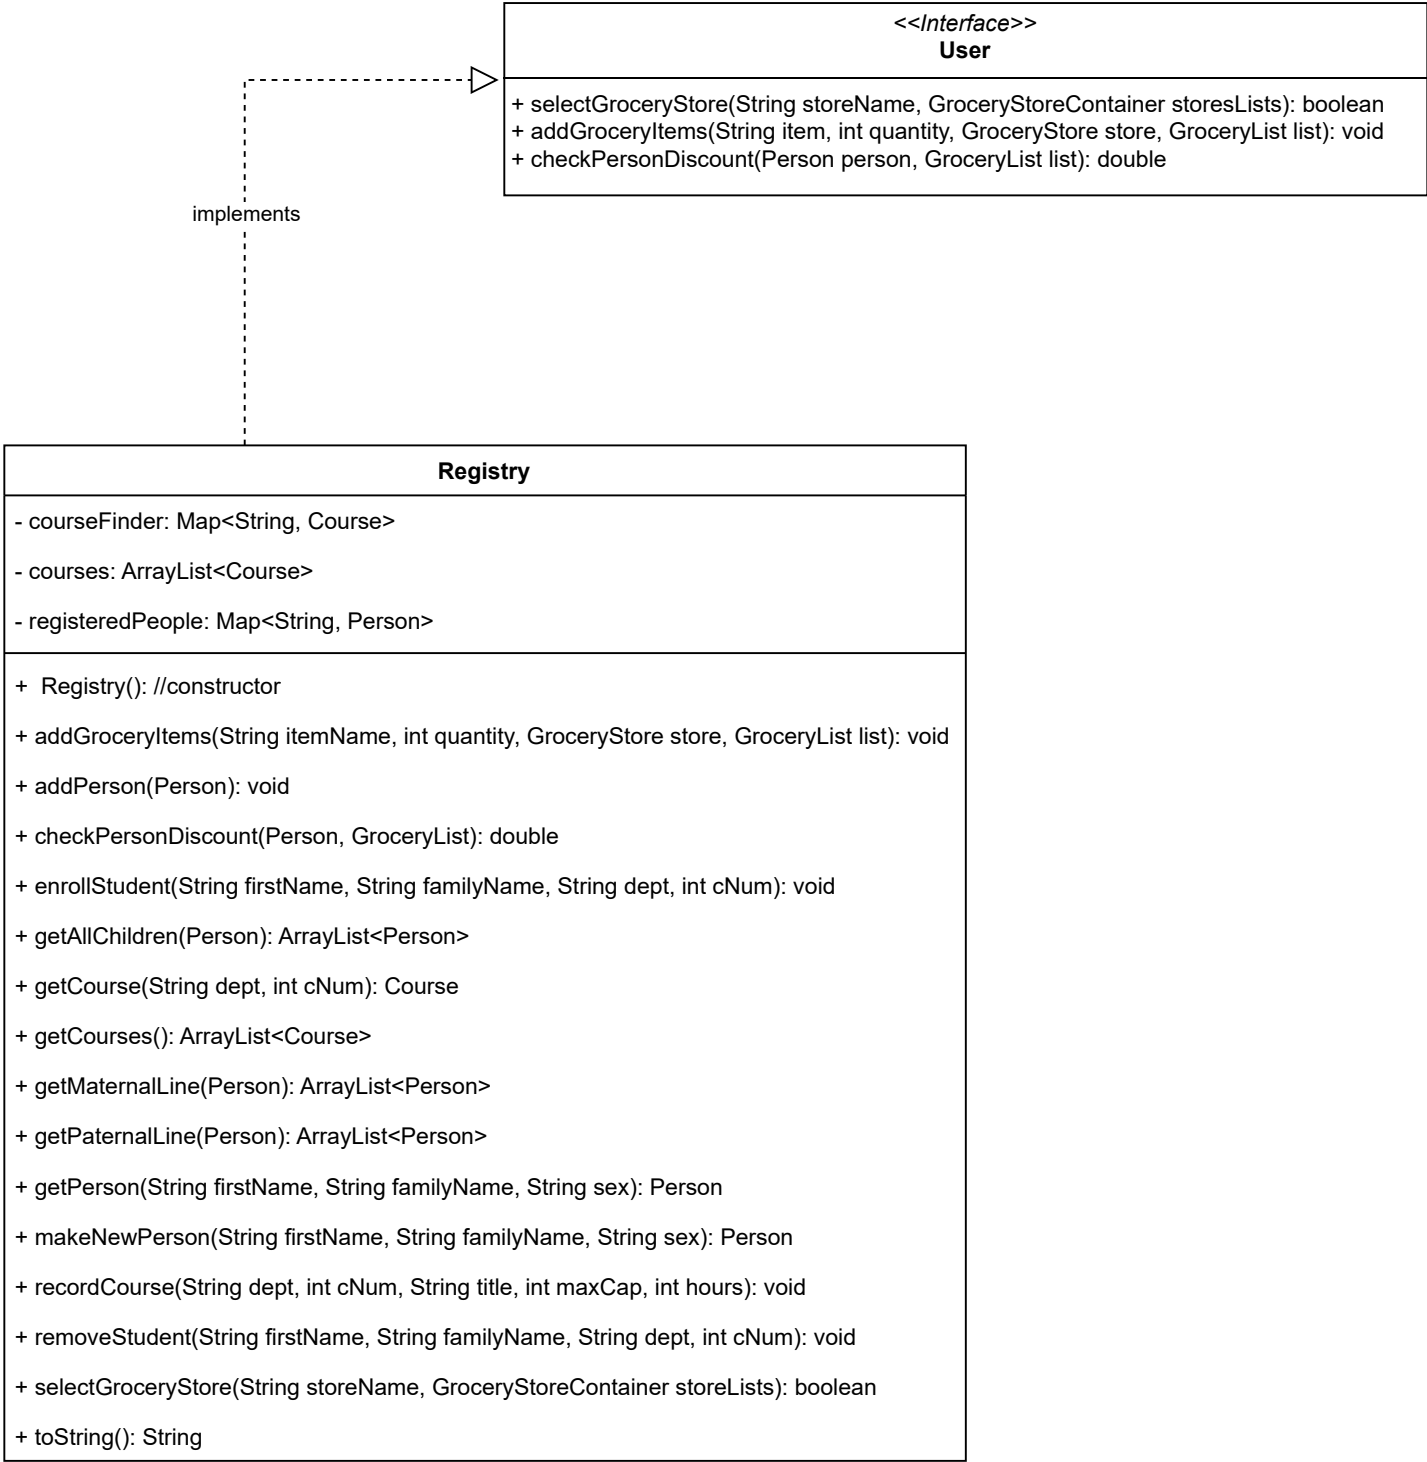 <<Interface>>
User
+ selectGroceryStore(String storeName, GroceryStoreContainer storesLists): boolean
+ addGroceryItems(String item, int quantity, GroceryStore store, GroceryList list): void
+ checkPersonDiscount(Person person, GroceryList list): double
implements
Registry
- courseFinder: Map<String, Course>
- courses: ArrayList<Course>
- registeredPeople: Map<String, Person>
+  Registry(): //constructor
+ addGroceryItems(String itemName, int quantity, GroceryStore store, GroceryList list): void
+ addPerson(Person): void
+ checkPersonDiscount(Person, GroceryList): double
+ enrollStudent(String firstName, String familyName, String dept, int cNum): void
+ getAllChildren(Person): ArrayList<Person>
+ getCourse(String dept, int cNum): Course
+ getCourses(): ArrayList<Course>
+ getMaternalLine(Person): ArrayList<Person>
+ getPaternalLine(Person): ArrayList<Person>
+ getPerson(String firstName, String familyName, String sex): Person
+ makeNewPerson(String firstName, String familyName, String sex): Person
+ recordCourse(String dept, int cNum, String title, int maxCap, int hours): void
+ removeStudent(String firstName, String familyName, String dept, int cNum): void
+ selectGroceryStore(String storeName, GroceryStoreContainer storeLists): boolean
+ toString(): String